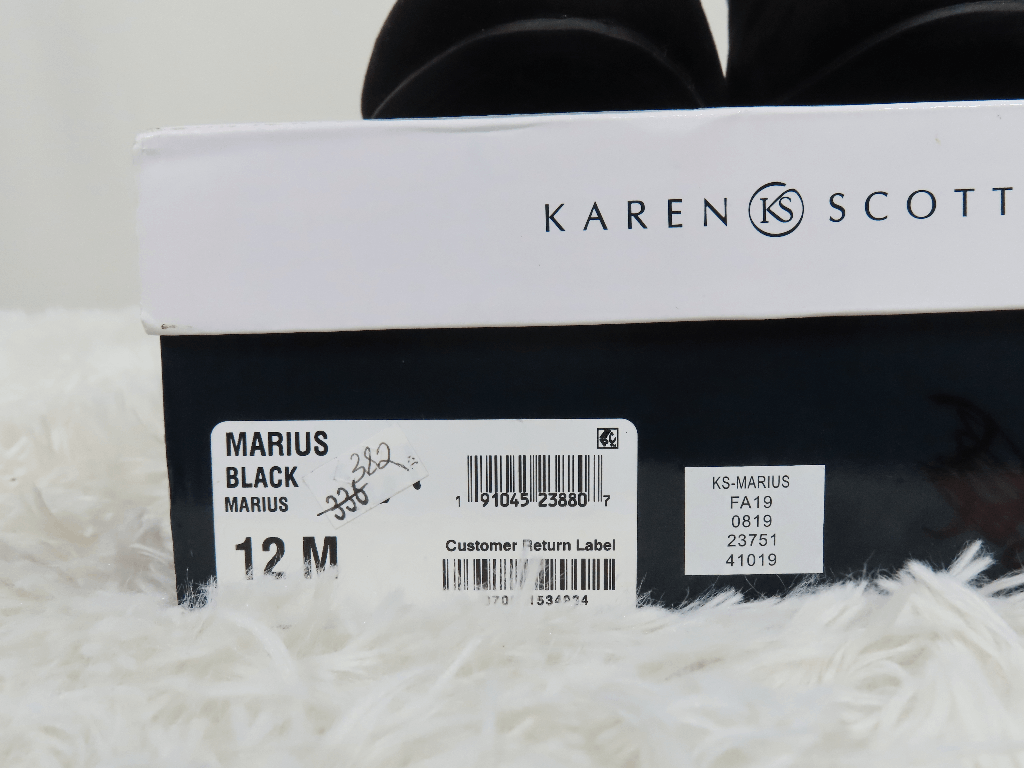 KAREN KS SCOTT
MARIUS
BLACK
MARIUS
382
336
12 M
1 91045 23880 7
Customer Return Label
KS-MARIUS
FA19
0819
23751
41019